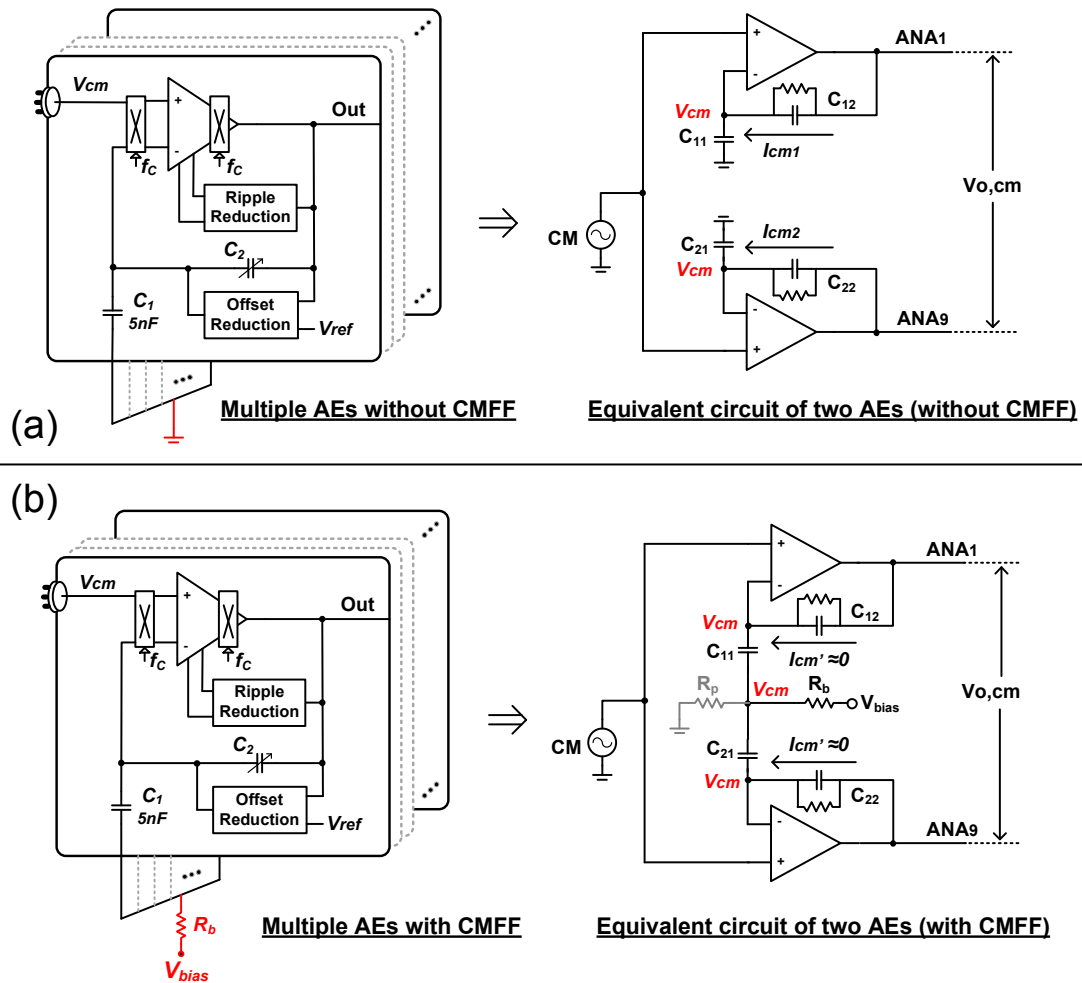 (a)
Vcm
+
-
fC
fC
Out
Ripple
Reduction
C2
Offset
Reduction
Vref
C1
5nF
Multiple AEs without CMFF
CM
+
-
ANA1
Vcm
C12
C11
Icm1
Vo,cm
C21
Icm2
Vcm
C22
-
+
ANA9
Equivalent circuit of two AEs (without CMFF)
(b)
Vcm
+
-
fC
fC
Out
Ripple
Reduction
C2
Offset
Reduction
Vref
C1
5nF
Rb
Vbias
Multiple AEs with CMFF
CM
+
-
ANA1
Vcm
C12
C11
Icm' ≈0
Rp
Vcm
Rb
Vbias
Vo,cm
C21
Icm' ≈0
Vcm
C22
-
+
ANA9
Equivalent circuit of two AEs (with CMFF)